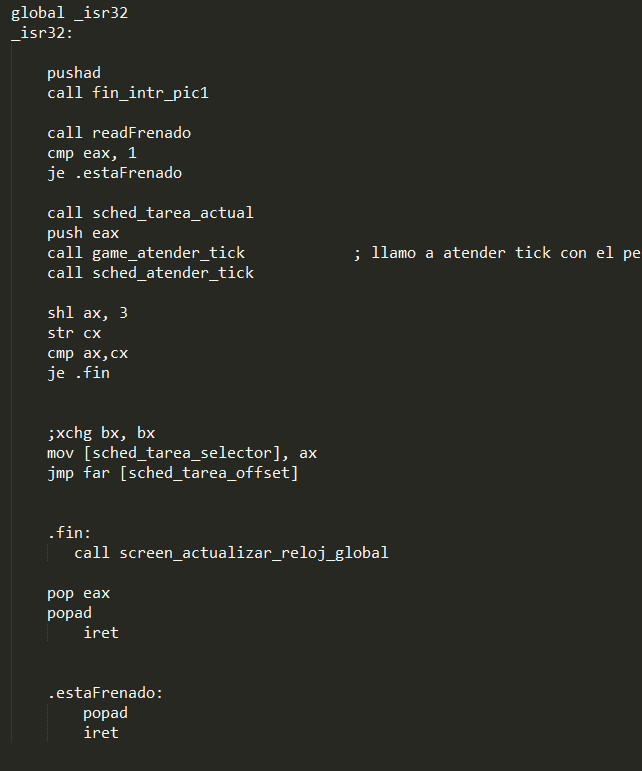 global _isr32
_isr32:
pushad
call fin_intr_pic1
call readFrenado
cmp eax, 1
je .estaFrenado
call sched_tarea_actual
push eax
call game_atender_tick ; llamo a atender tick con el pe
call sched_atender_tick
shl ax, 3
str cx
cmp ax,cx
je .fin
;xchg bx, bx
mov [sched_tarea_selector], ax
jmp far [sched_tarea_offset]
.fin:
call screen_actualizar_reloj_global
pop eax
popad
iret
.estaFrenado:
popad
iret